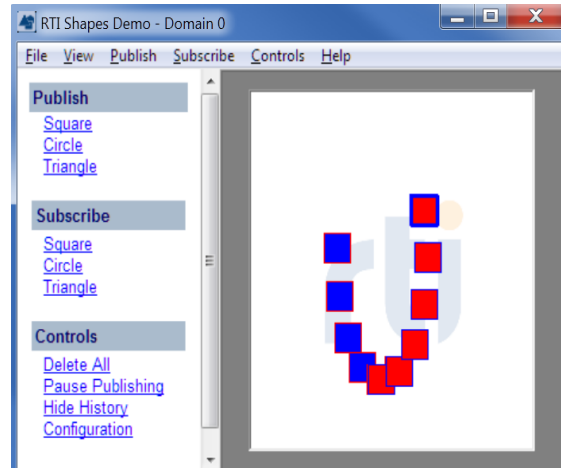 RTI Shapes Demo - Domain 0
File View Publish Subscribe Controls Help
Publish
Square
Circle
Triangle
Subscribe
Square
Circle
Triangle
Controls
Delete All
Pause Publishing
Hide History
Configuration
rti